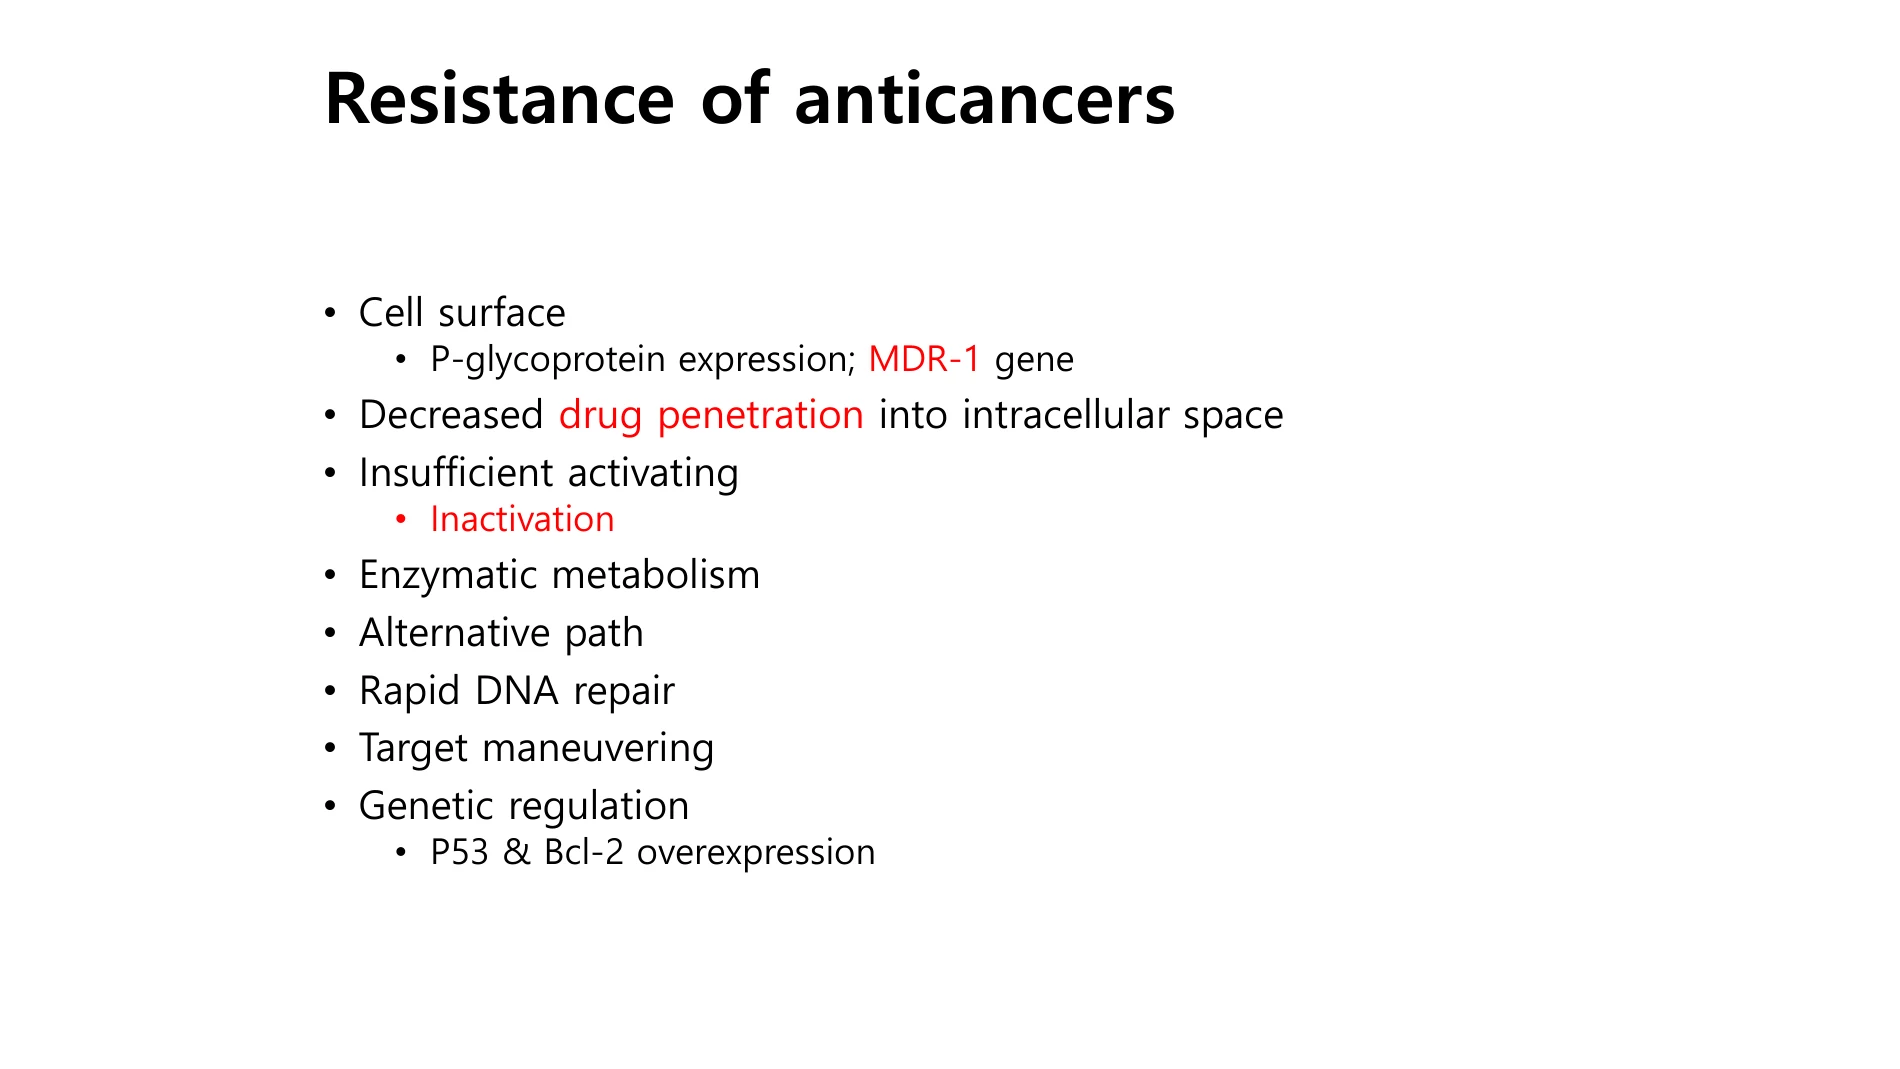 Resistance of anticancers
• Cell surface
• P-glycoprotein expression; MDR-1 gene
• Decreased drug penetration into intracellular space
• Insufficient activating
• Inactivation
• Enzymatic metabolism
• Alternative path
• Rapid DNA repair
• Target maneuvering
• Genetic regulation
• P53 & Bcl-2 overexpression